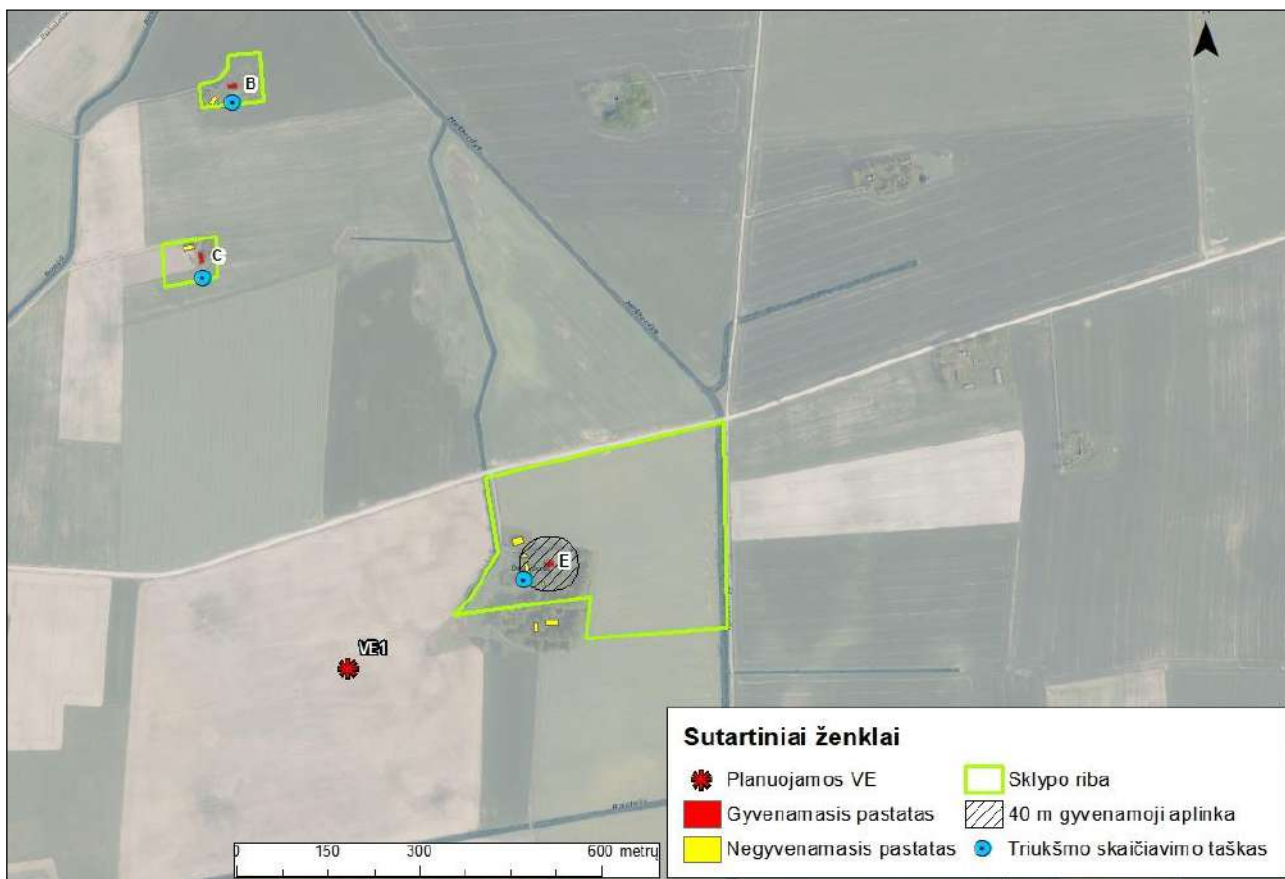 B
C
E
VE1
Sutartiniai ženklai
Planuojamos VE
Sklypo riba
Gyvenamasis pastatas
40 m gyvenamoji aplinka
Negyvenamasis pastatas
Triukšmo skaičiavimo taškas
0 150 300 600 metrų